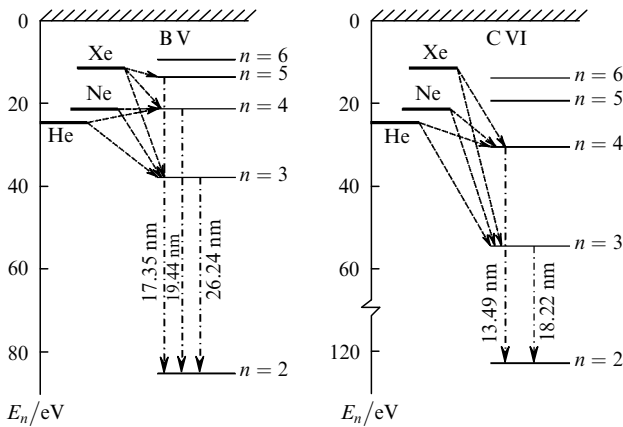 B V
0
20
40
60
80
E_n/eV
Xe
Ne
He
n = 6
n = 5
n = 4
n = 3
n = 2
17.35 nm
19.44 nm
26.24 nm
C VI
0
20
40
60
120
E_n/eV
Xe
Ne
He
n = 6
n = 5
n = 4
n = 3
n = 2
13.49 nm
18.22 nm